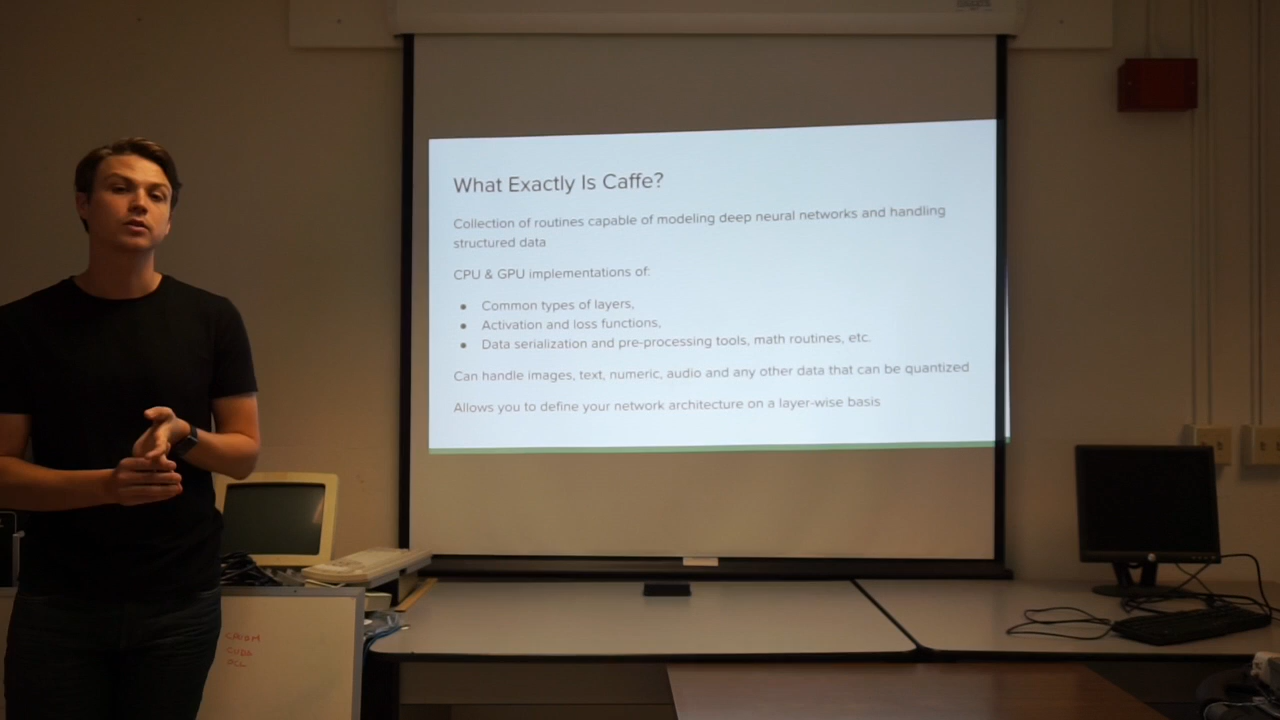 What Exactly Is Caffe?
Collection of routines capable of modeling deep neural networks and handling
structured data
CPU & GPU implementations of:
● Common types of layers,
● Activation and loss functions,
● Data serialization and pre-processing tools, math routines, etc.
Can handle images, text, numeric, audio and any other data that can be quantized
Allows you to define your network architecture on a layer-wise basis
CUDA
PCL